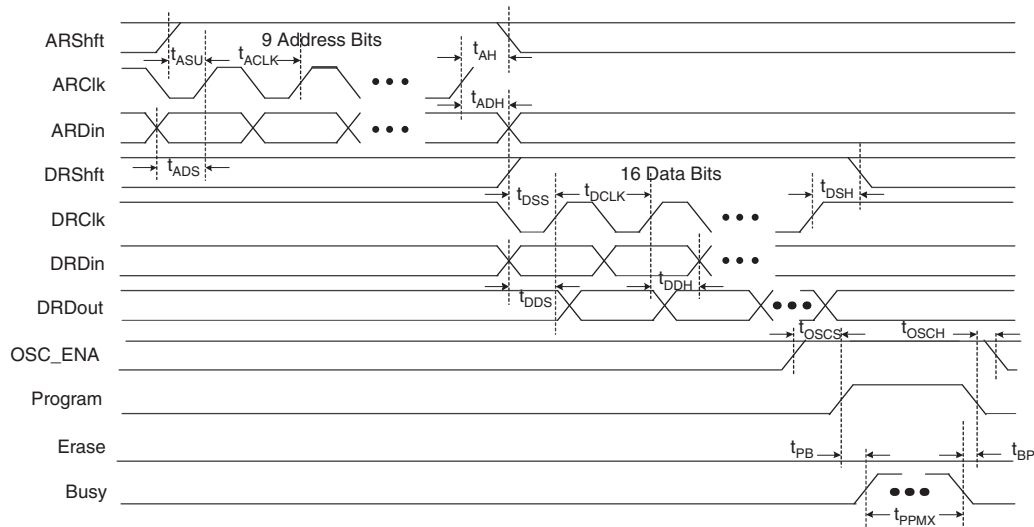 ARShft
9 Address Bits
tASU
tACLK
tAH
ARClk
tADH
ARDin
tADS
DRShft
16 Data Bits
tDSS
tDCLK
tDSH
DRClk
DRDin
tDDS
tDDH
DRDout
tOSCS
tOSCH
OSC_ENA
Program
Erase
tPB
tBP
Busy
tPPMX